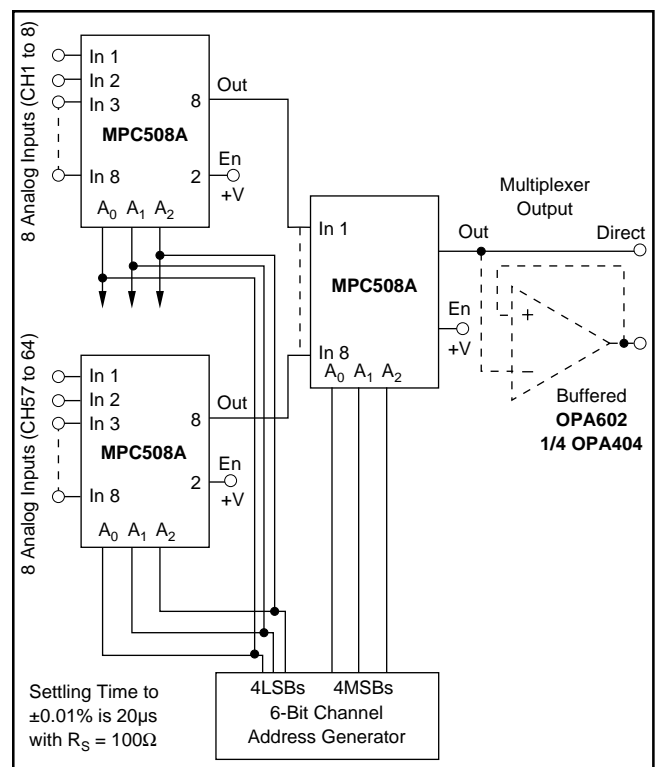 8 Analog Inputs (CH1 to 8)
In 1
In 2
In 3
In 8
MPC508A
8
Out
2
En
+V
A0 A1 A2
8 Analog Inputs (CH57 to 64)
In 1
In 2
In 3
In 8
MPC508A
8
Out
2
En
+V
A0 A1 A2
In 1
In 8
MPC508A
A0 A1 A2
En
+V
Multiplexer
Output
Out
Direct
+
–
Buffered
OPA602
1/4 OPA404
4LSBs 4MSBs
6-Bit Channel
Address Generator
Settling Time to
±0.01% is 20µs
with RS = 100Ω